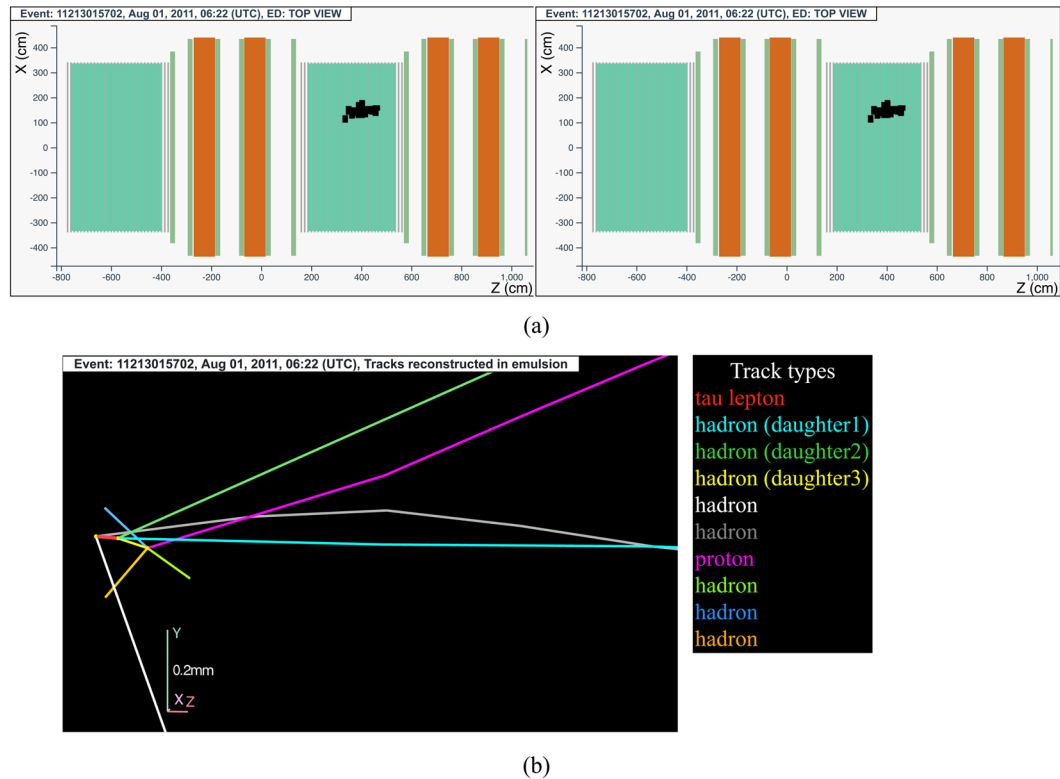 Event: 11213015702, Aug 01, 2011, 06:22 (UTC), ED: TOP VIEW
X (cm)
400
300
200
100
0
-100
-200
-300
-400
-800
-600
-400
-200
0
200
400
600
800
1,000
Z (cm)
Event: 11213015702, Aug 01, 2011, 06:22 (UTC), ED: TOP VIEW
X (cm)
400
300
200
100
0
-100
-200
-300
-400
-800
-600
-400
-200
0
200
400
600
800
1,000
Z (cm)
(a)
Event: 11213015702, Aug 01, 2011, 06:22 (UTC), Tracks reconstructed in emulsion
Y
0.2mm
X Z
Track types
tau lepton
hadron (daughter1)
hadron (daughter2)
hadron (daughter3)
hadron
hadron
proton
hadron
hadron
hadron
(b)